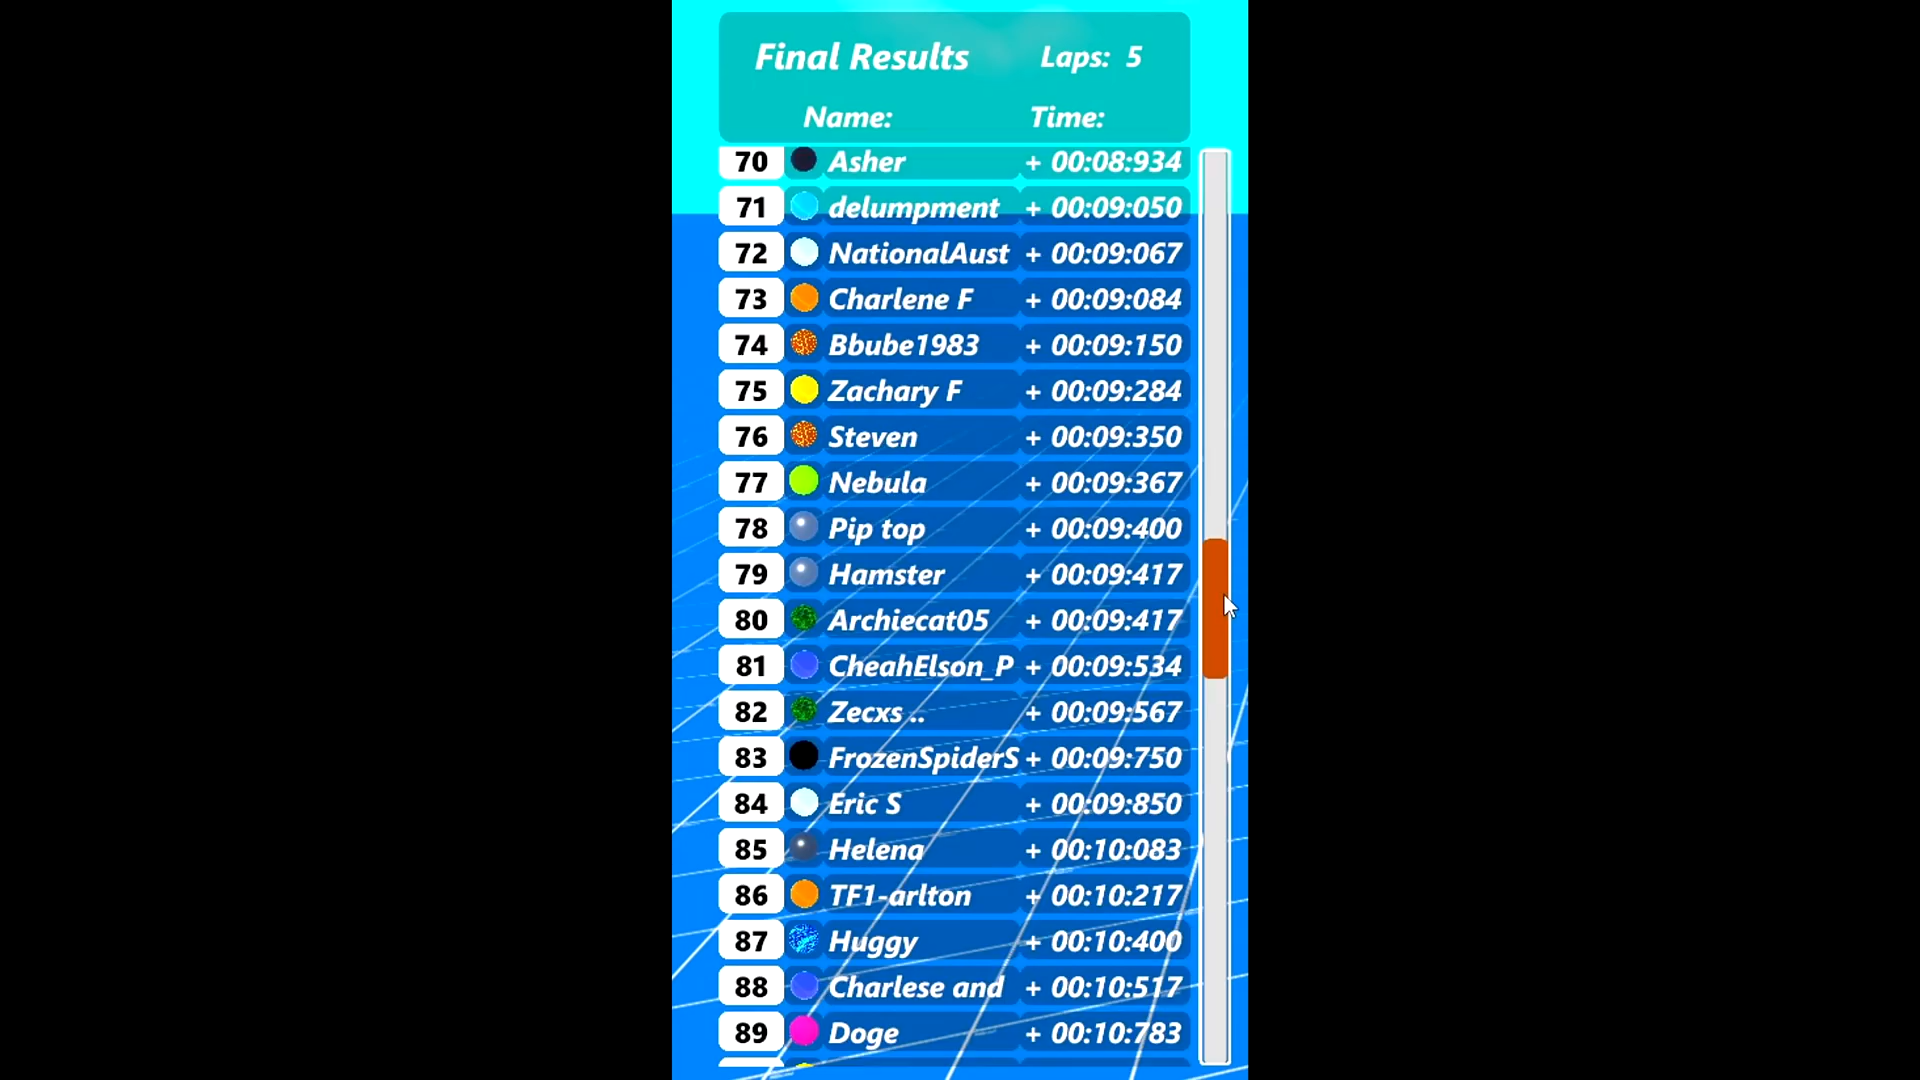 Final Results Laps: 5
Name: Time:
70 Asher + 00:08:934
71 delumpment + 00:09:050
72 NationalAust + 00:09:067
73 Charlene F + 00:09:084
74 Bbube1983 + 00:09:150
75 Zachary F + 00:09:284
76 Steven + 00:09:350
77 Nebula + 00:09:367
78 Pip top + 00:09:400
79 Hamster + 00:09:417
80 Archiecat05 + 00:09:417
81 CheahElson_P + 00:09:534
82 Zecxs .. + 00:09:567
83 FrozenSpiderS + 00:09:750
84 Eric S + 00:09:850
85 Helena + 00:10:083
86 TF1-arlton + 00:10:217
87 Huggy + 00:10:400
88 Charlese and + 00:10:517
89 Doge + 00:10:783